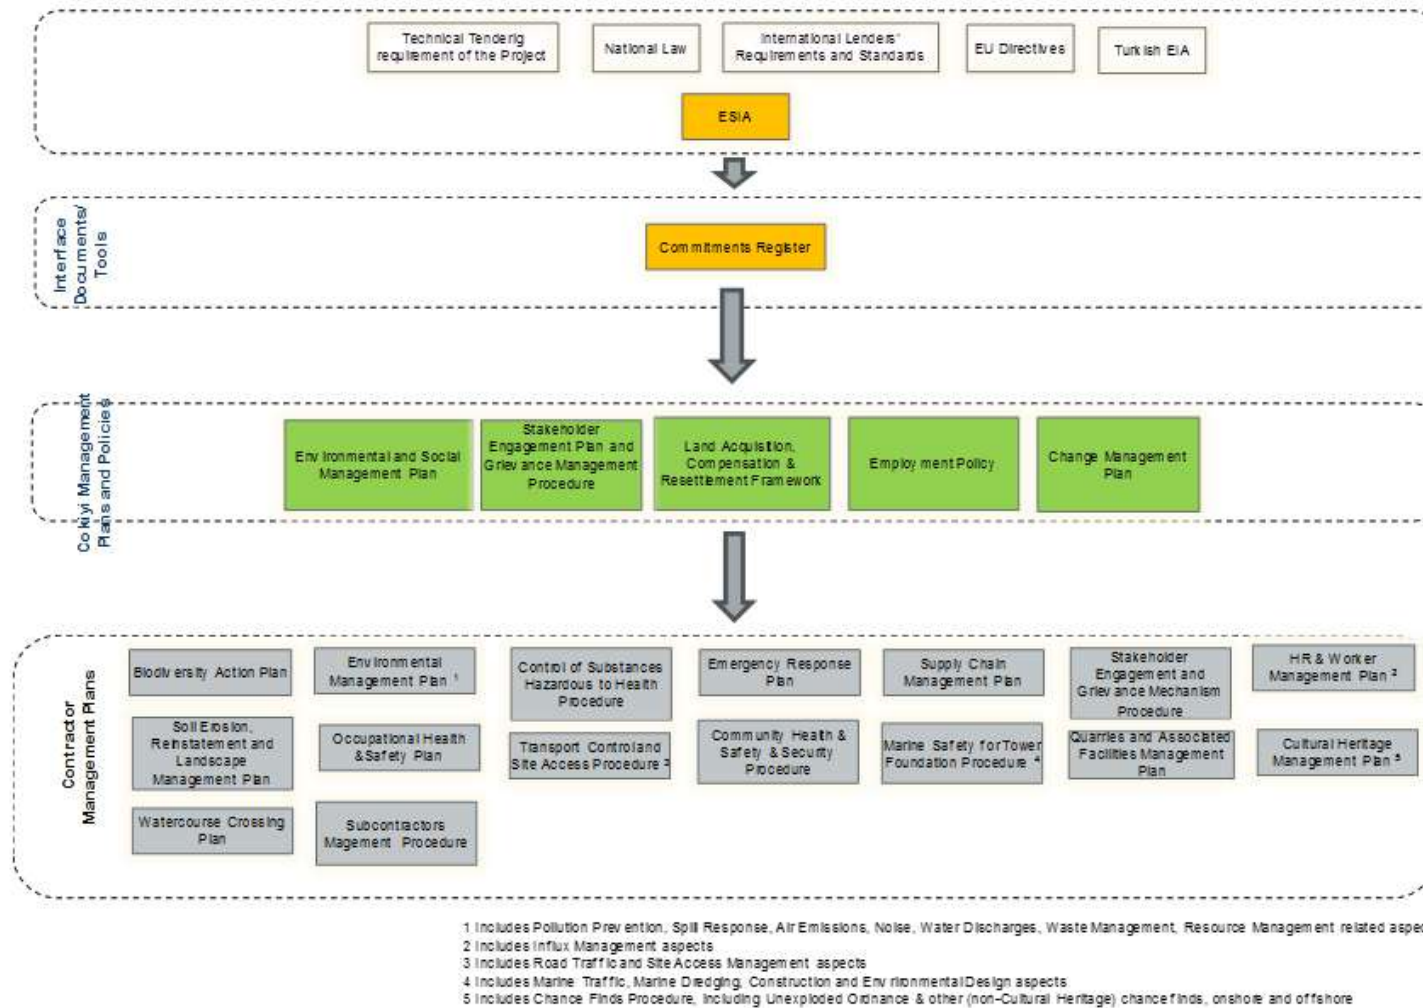 Technical Tenderig
requirement of the Project
National Law
International Lenders'
Requirements and Standards
EU Directives
Turkish EIA
ESIA
Interface
Documents/
Tools
Commitments Register
Cokiyi Management
Plans and Policies
Environmental and Social
Management Plan
Stakeholder
Engagement Plan and
Grievance Management
Procedure
Land Acquisition,
Compensation &
Resettlement Framework
Employment Policy
Change Management
Plan
Contractor
Management Plans
Biodiversity Action Plan
Environmental
Management Plan 1
Control of Substances
Hazardous to Health
Procedure
Emergency Response
Plan
Supply Chain
Management Plan
Stakeholder
Engagement and
Grievance Mechanism
Procedure
HR & Worker
Management Plan 2
Soil Erosion,
Reinstatement and
Landscape
Management Plan
Occupational Health
& Safety Plan
Transport Control and
Site Access Procedure 3
Community Health &
Safety & Security
Procedure
Marine Safety for Tower
Foundation Procedure 4
Quarries and Associated
Facilities Management
Plan
Cultural Heritage
Management Plan 5
Watercourse Crossing
Plan
Subcontractors
Magement Procedure
1 Includes Pollution Prevention, Spill Response, Air Emissions, Noise, Water Discharges, Waste Management, Resource Management related aspec
2 Includes Influx Management aspects
3 Includes Road Traffic and Site Access Management aspects
4 Includes Marine Traffic, Marine Dredging, Construction and Envrironmental Design aspects
5 Includes Chance Finds Procedure, including Unexploded Ordnance & other (non-Cultural Heritage) chance finds, onshore and offshore